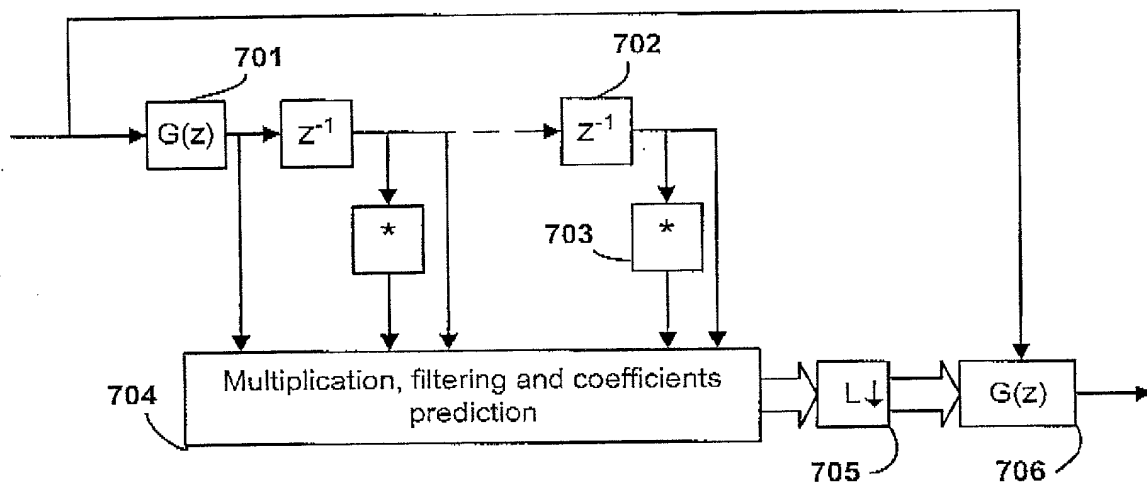 701
702
G(z)
z⁻¹
z⁻¹
*
703
*
704
Multiplication, filtering and coefficients
prediction
L↓
G(z)
705
706